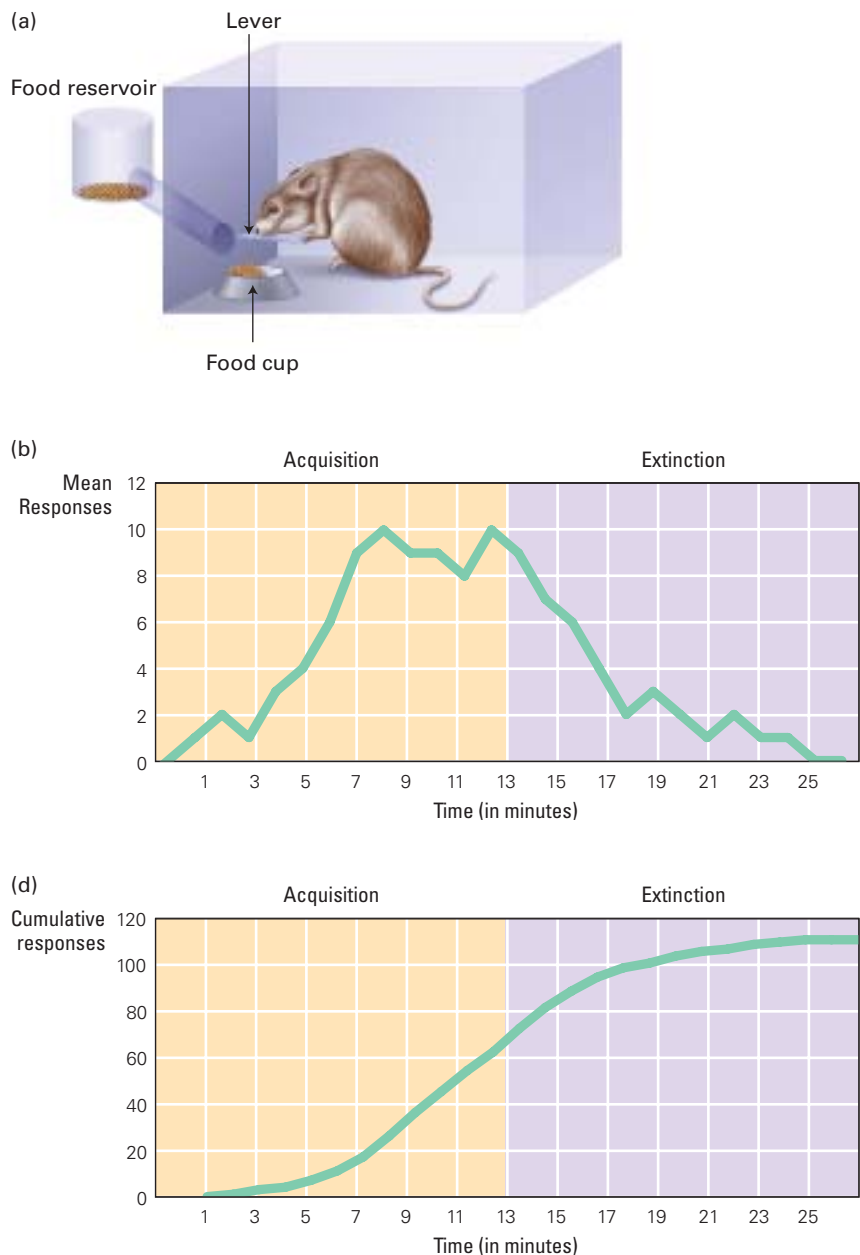 (a)
Lever
Food reservoir
Food cup
(b)
Acquisition Extinction
Mean
Responses
12
10
8
6
4
2
0
1 3 5 7 9 11 13 15 17 19 21 23 25
Time (in minutes)
(d)
Acquisition Extinction
Cumulative
responses
120
100
80
60
40
20
0
1 3 5 7 9 11 13 15 17 19 21 23 25
Time (in minutes)